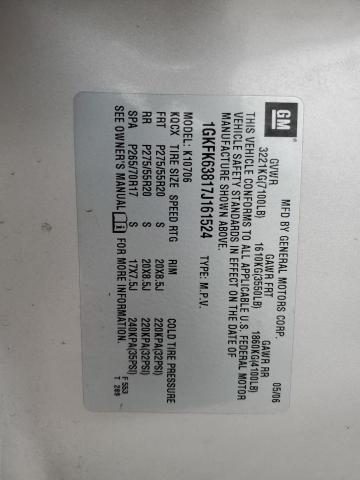 GM
MFD BY GENERAL MOTORS CORP. 05/06
GVWR GAWR FRT GAWR RR
3221KG(7100LB) 1610KG(3550LB) 1860KG(4100LB)
THIS VEHICLE CONFORMS TO ALL APPLICABLE U.S. FEDERAL MOTOR
VEHICLE SAFETY STANDARDS IN EFFECT ON THE DATE OF
MANUFACTURE SHOWN ABOVE.
1GKFK63817J161524 TYPE: M.P.V.
MODEL: K10706
KQCX TIRE SIZE SPEED RTG RIM COLD TIRE PRESSURE
FRT P275/55R20 S 20X8.5J 220KPA(32PSI)
RR P275/55R20 S 20X8.5J 220KPA(32PSI)
SPA P265/70R17 S 17X7.5J 240KPA(35PSI)
SEE OWNER'S MANUAL FOR MORE INFORMATION.
F 553
T 289